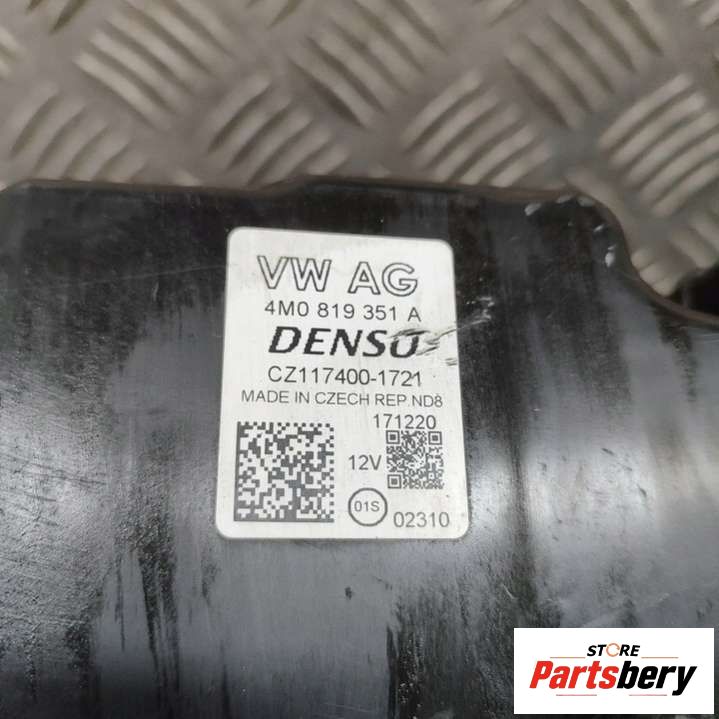 VW AG
4M0 819 351 A
DENSO
CZ117400-1721
MADE IN CZECH REP. ND8
171220
12V
01S
02310
STORE
Partsbery